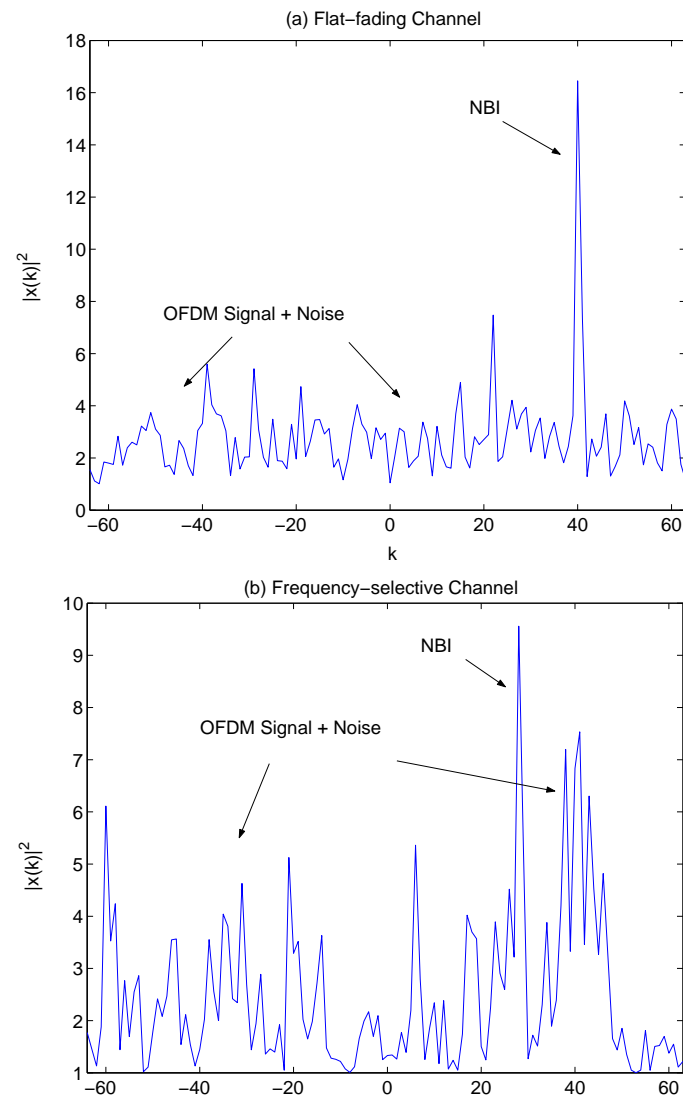 (a) Flat−fading Channel
18
16
14
12
10
8
6
4
2
0
|x(k)|²
NBI
OFDM Signal + Noise
−60 −40 −20 0 20 40 60
k
(b) Frequency−selective Channel
10
9
8
7
6
5
4
3
2
1
|x(k)|²
NBI
OFDM Signal + Noise
−60 −40 −20 0 20 40 60